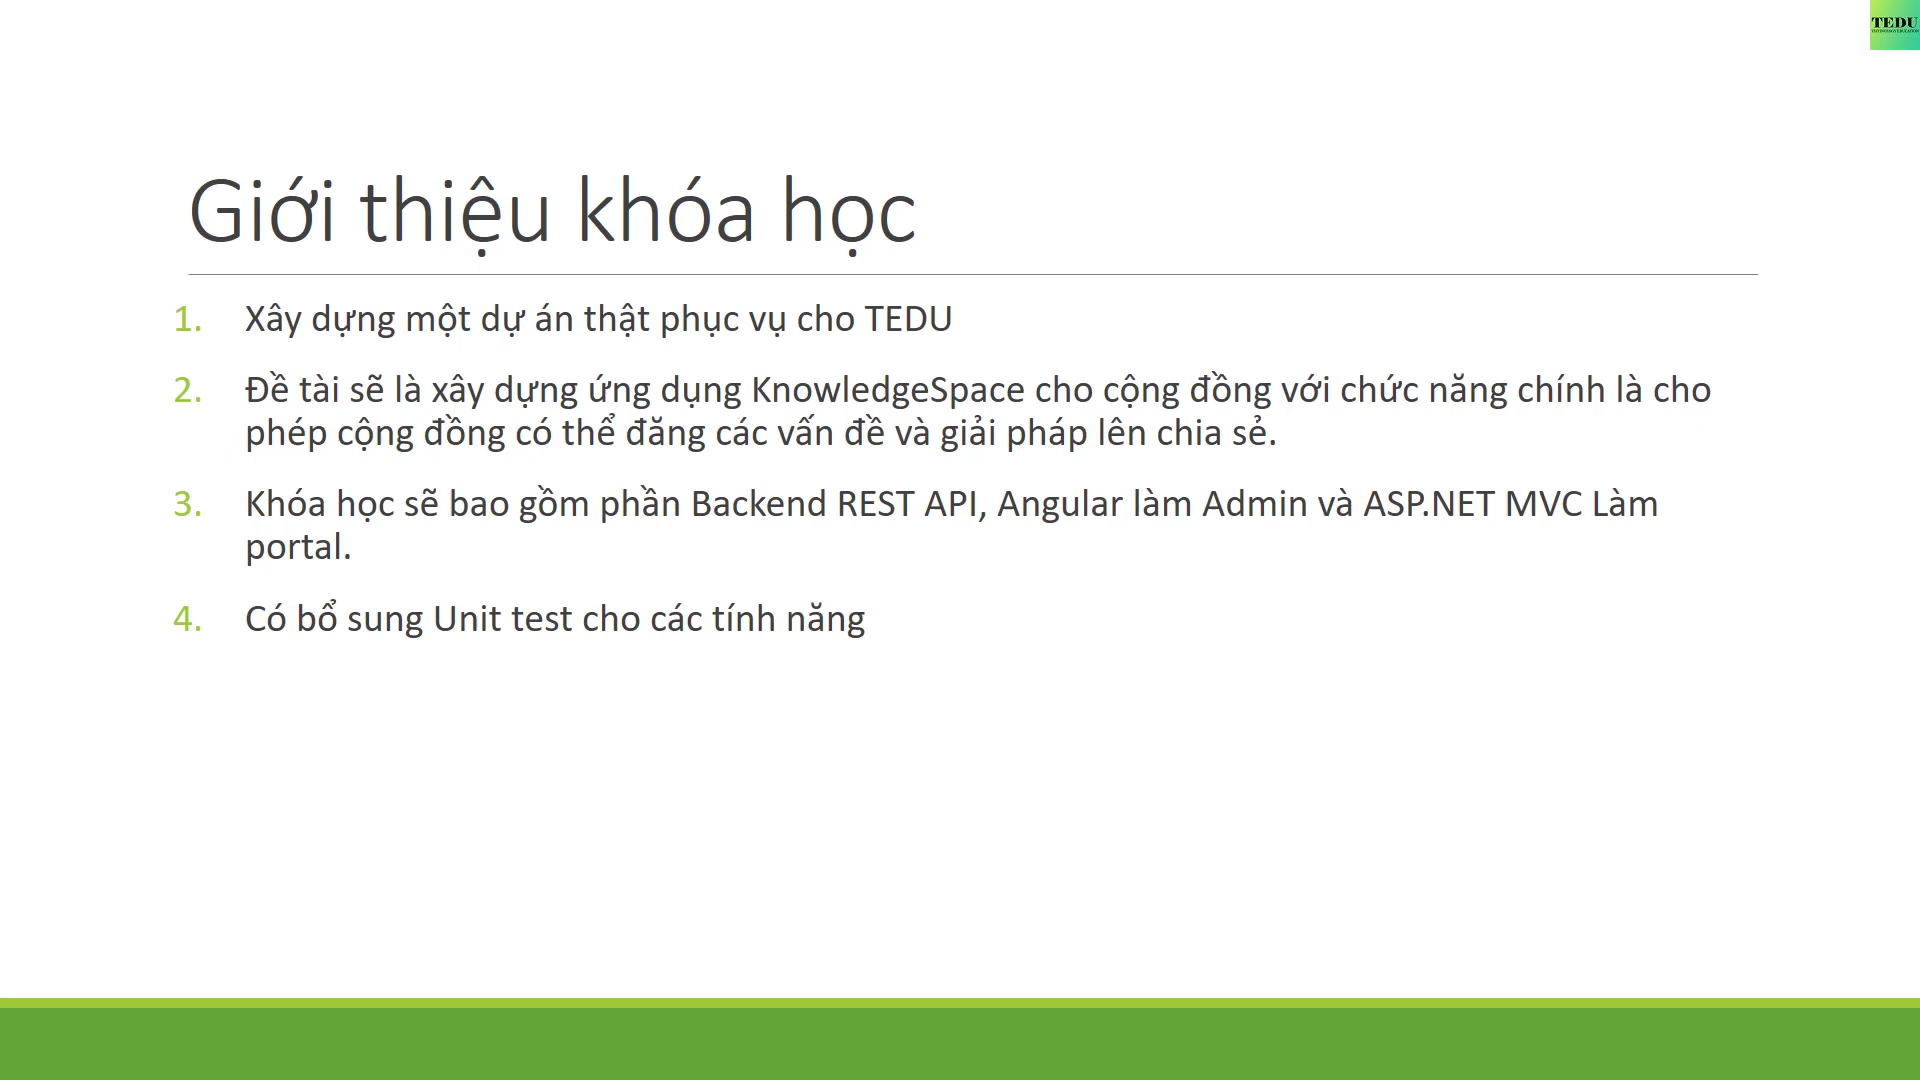 TEDU
Giới thiệu khóa học
1. Xây dựng một dự án thật phục vụ cho TEDU
2. Đề tài sẽ là xây dựng ứng dụng KnowledgeSpace cho cộng đồng với chức năng chính là cho
phép cộng đồng có thể đăng các vấn đề và giải pháp lên chia sẻ.
3. Khóa học sẽ bao gồm phần Backend REST API, Angular làm Admin và ASP.NET MVC Làm
portal.
4. Có bổ sung Unit test cho các tính năng